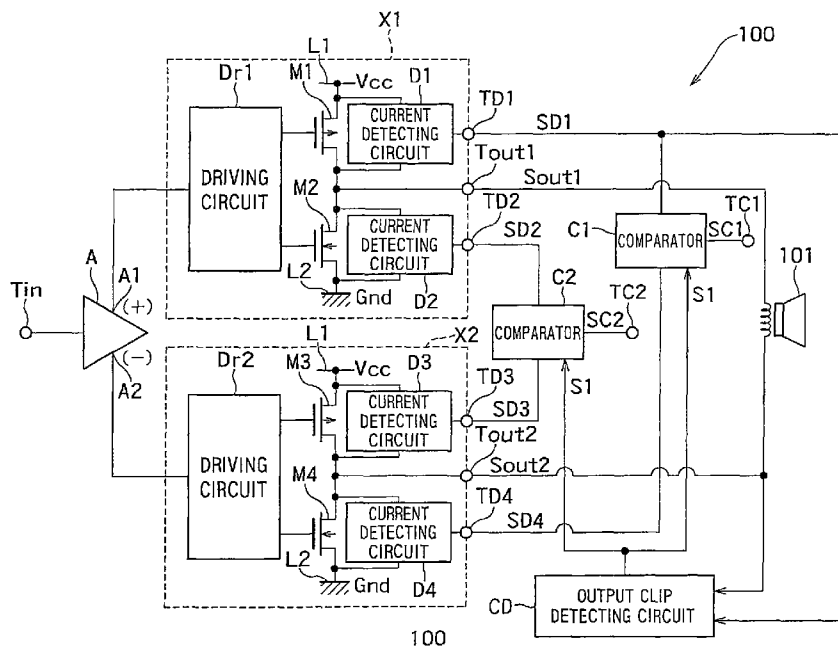 X1
100
L1
M1
Vcc
D1
Dr1
TD1
CURRENT
DETECTING
CIRCUIT
SD1
Tout1
DRIVING
CIRCUIT
M2
Sout1
TD2
TC1
CURRENT
DETECTING
CIRCUIT
SD2
C1
COMPARATOR
SC1
A
A1
(+)
L2
Gnd
D2
C2
TC2
S1
101
Tin
X2
COMPARATOR
SC2
(-)
A2
Dr2
L1
M3
Vcc
D3
TD3
S1
CURRENT
DETECTING
CIRCUIT
SD3
Tout2
DRIVING
CIRCUIT
M4
Sout2
TD4
CURRENT
DETECTING
CIRCUIT
SD4
L2
Gnd
D4
CD
OUTPUT CLIP
DETECTING CIRCUIT
100